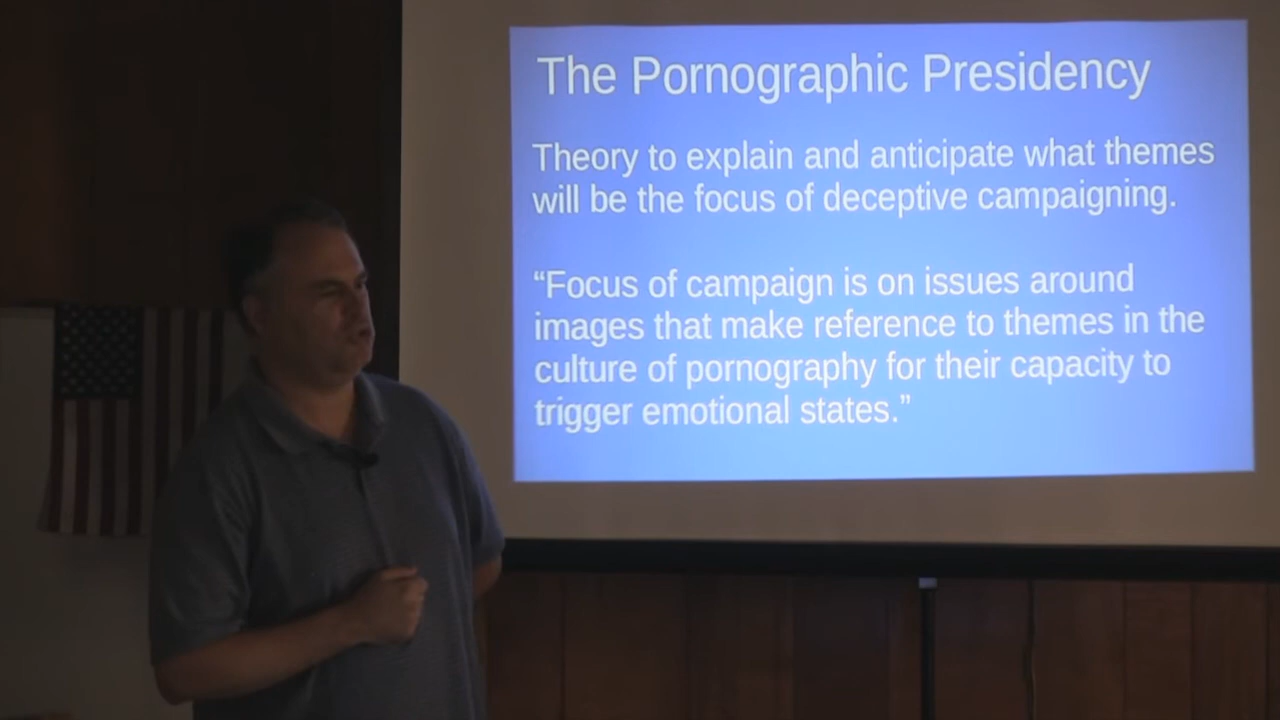 The Pornographic Presidency
Theory to explain and anticipate what themes
will be the focus of deceptive campaigning.
“Focus of campaign is on issues around
images that make reference to themes in the
culture of pornography for their capacity to
trigger emotional states.”